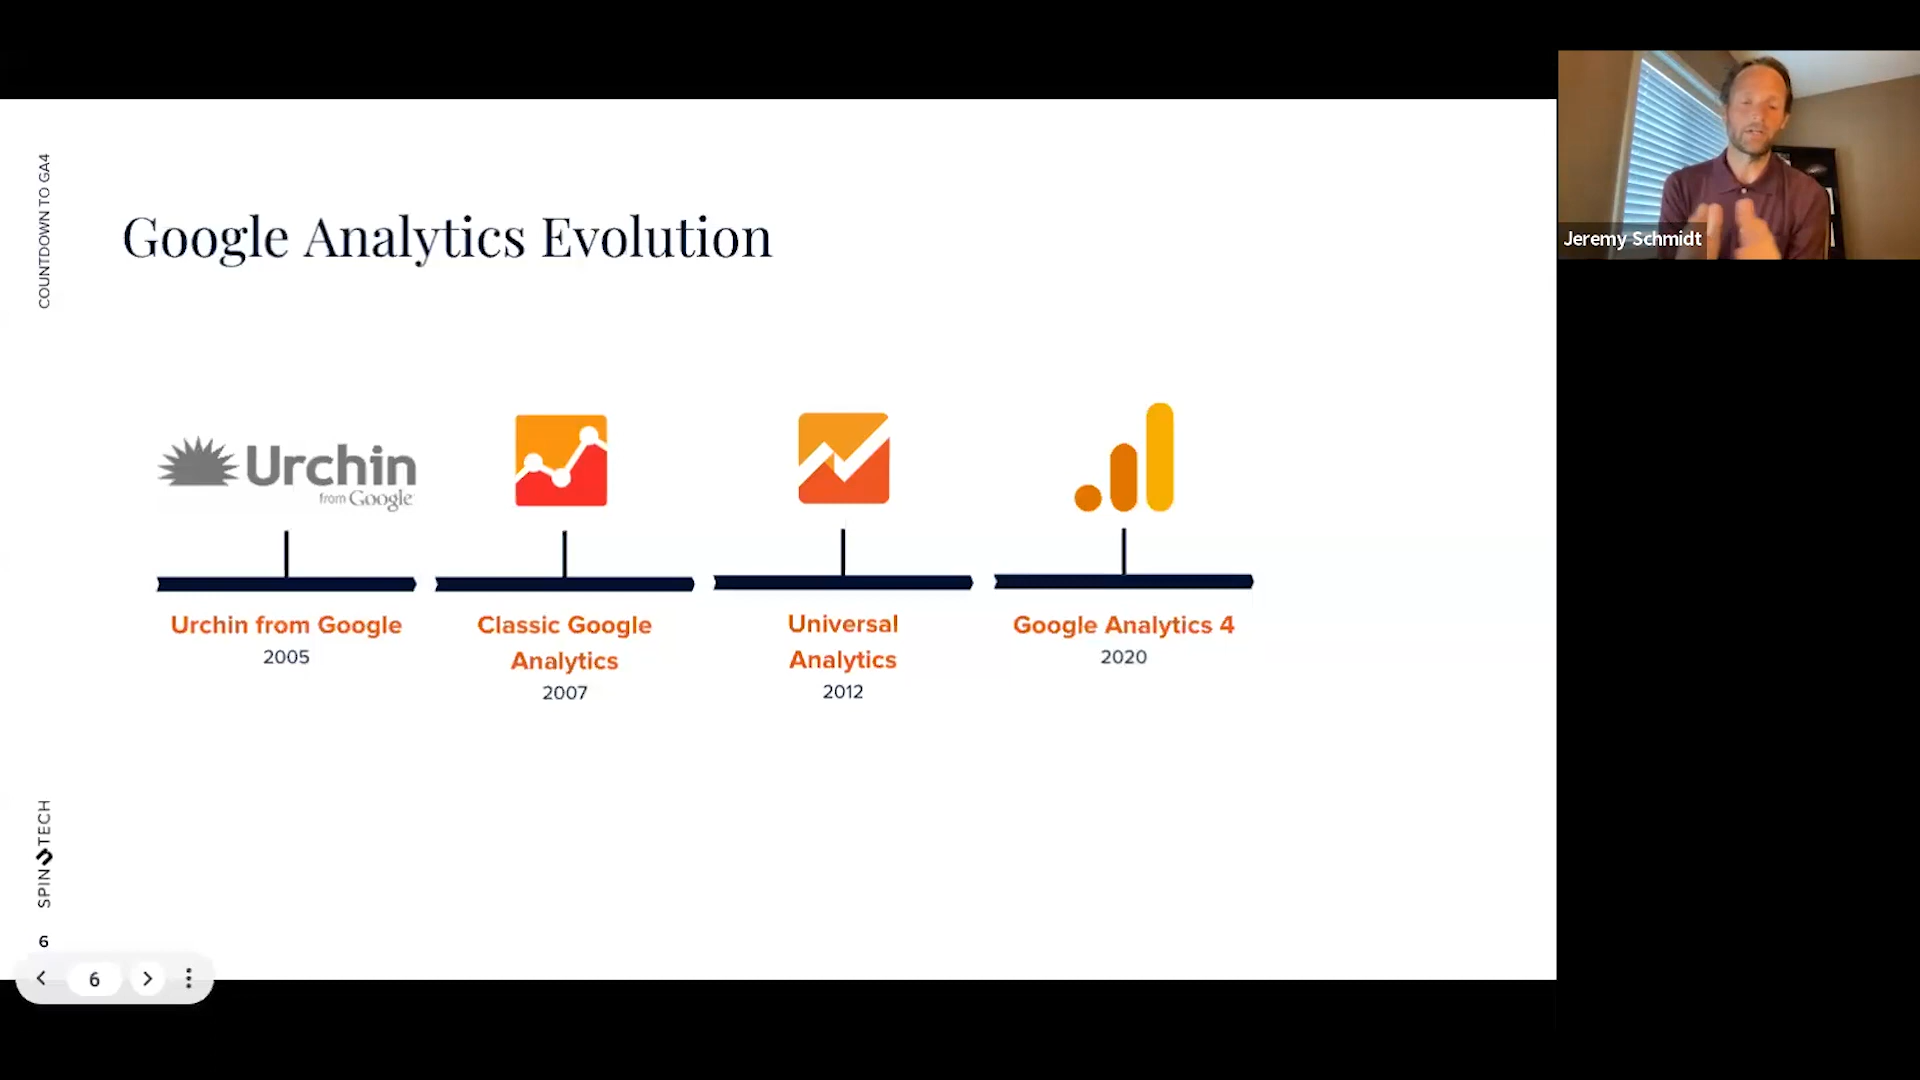 COUNTDOWN TO GA4
Google Analytics Evolution
Urchin
from Google
Urchin from Google
2005
Classic Google
Analytics
2007
Universal
Analytics
2012
Google Analytics 4
2020
SPIN TECH
6
6
Jeremy Schmidt